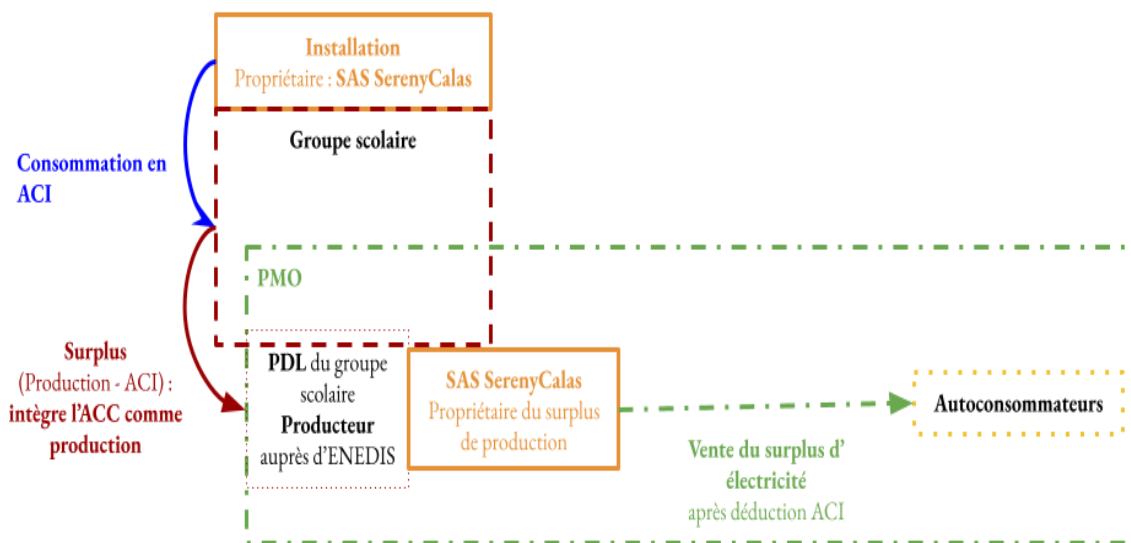 Installation
Propriétaire : SAS SerenyCalas
Groupe scolaire
Consommation en
ACI
PMO
Surplus
(Production - ACI) :
intègre l'ACC comme
production
PDL du groupe
scolaire
Producteur
auprès d'ENEDIS
SAS SerenyCalas
Propriétaire du surplus
de production
Autoconsommateurs
Vente du surplus d'
électricité
après déduction ACI